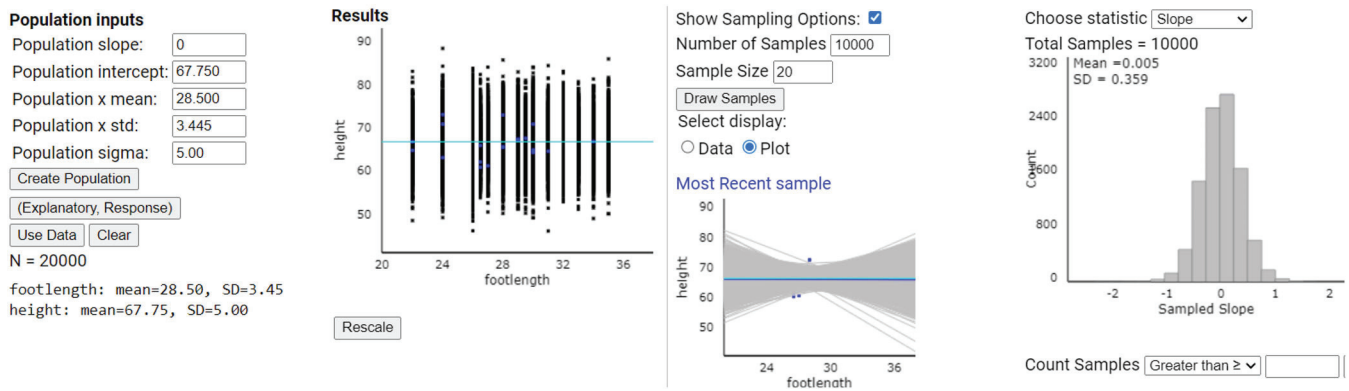 Population inputs
Population slope: 0
Population intercept: 67.750
Population x mean: 28.500
Population x std: 3.445
Population sigma: 5.00
Create Population
(Explanatory, Response)
Use Data Clear
N = 20000
footlength: mean=28.50, SD=3.45
height: mean=67.75, SD=5.00
Results
90
80
70
60
50
height
20 24 28 32 36
footlength
Rescale
Show Sampling Options:
Number of Samples 10000
Sample Size 20
Draw Samples
Select display:
Data Plot
Most Recent sample
90
80
70
60
50
height
24 30 36
footlength
Choose statistic Slope
Total Samples = 10000
Mean =0.005
SD = 0.359
3200
2400
1600
800
0
Count
-2 -1 0 1 2
Sampled Slope
Count Samples Greater than ≥